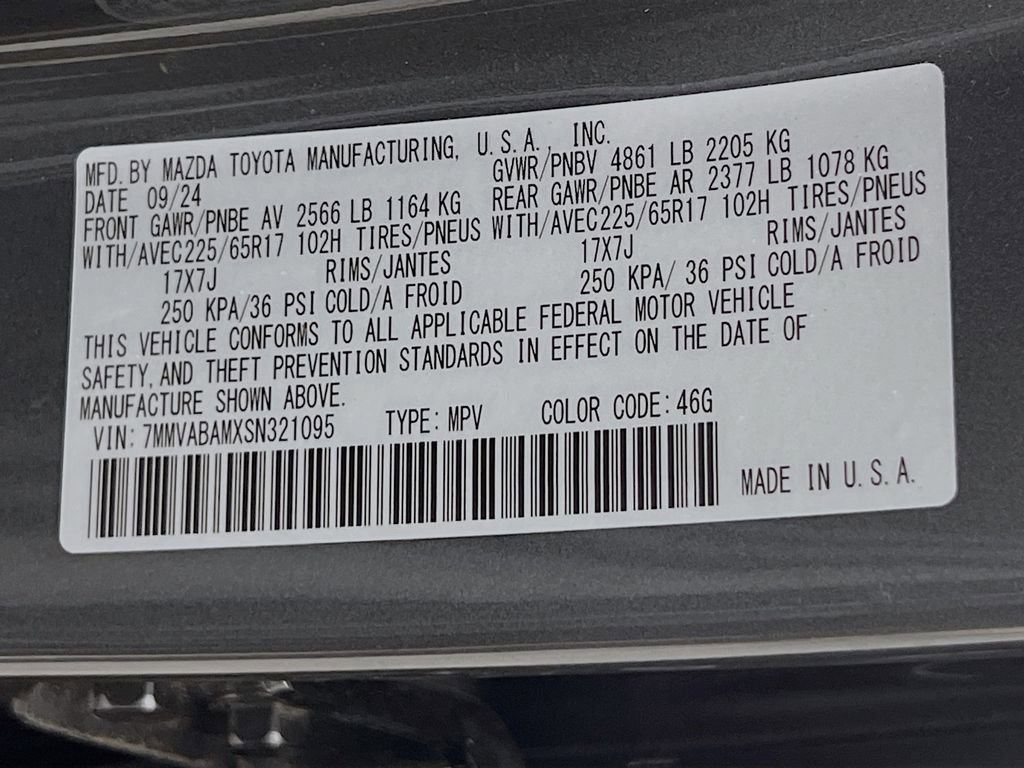 MFD. BY MAZDA TOYOTA MANUFACTURING, U.S.A., INC.
DATE 09/24 GVWR/PNBV 4861 LB 2205 KG
FRONT GAWR/PNBE AV 2566 LB 1164 KG REAR GAWR/PNBE AR 2377 LB 1078 KG
WITH/AVEC225/65R17 102H TIRES/PNEUS WITH/AVEC225/65R17 102H TIRES/PNEUS
17X7J RIMS/JANTES 17X7J RIMS/JANTES
250 KPA/36 PSI COLD/A FROID 250 KPA/ 36 PSI COLD/A FROID
THIS VEHICLE CONFORMS TO ALL APPLICABLE FEDERAL MOTOR VEHICLE
SAFETY, AND THEFT PREVENTION STANDARDS IN EFFECT ON THE DATE OF
MANUFACTURE SHOWN ABOVE.
VIN: 7MMVABAMXSN321095 TYPE: MPV COLOR CODE: 46G
MADE IN U.S.A.